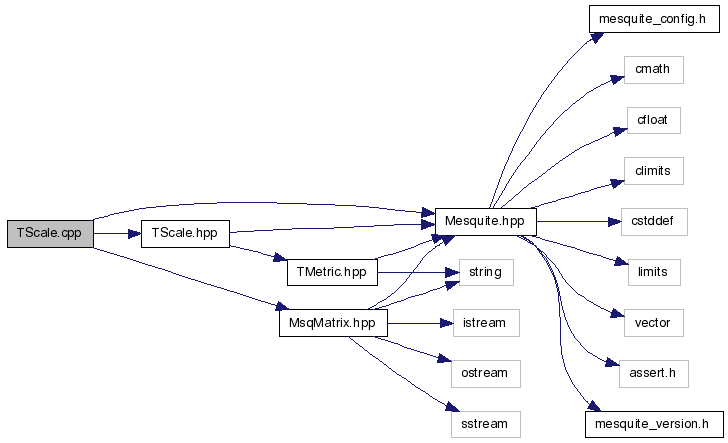 mesquite_config.h
cmath
cfloat
climits
Mesquite.hpp
cstddef
TScale.cpp
TScale.hpp
TMetric.hpp
string
limits
MsqMatrix.hpp
istream
vector
ostream
assert.h
sstream
mesquite_version.h